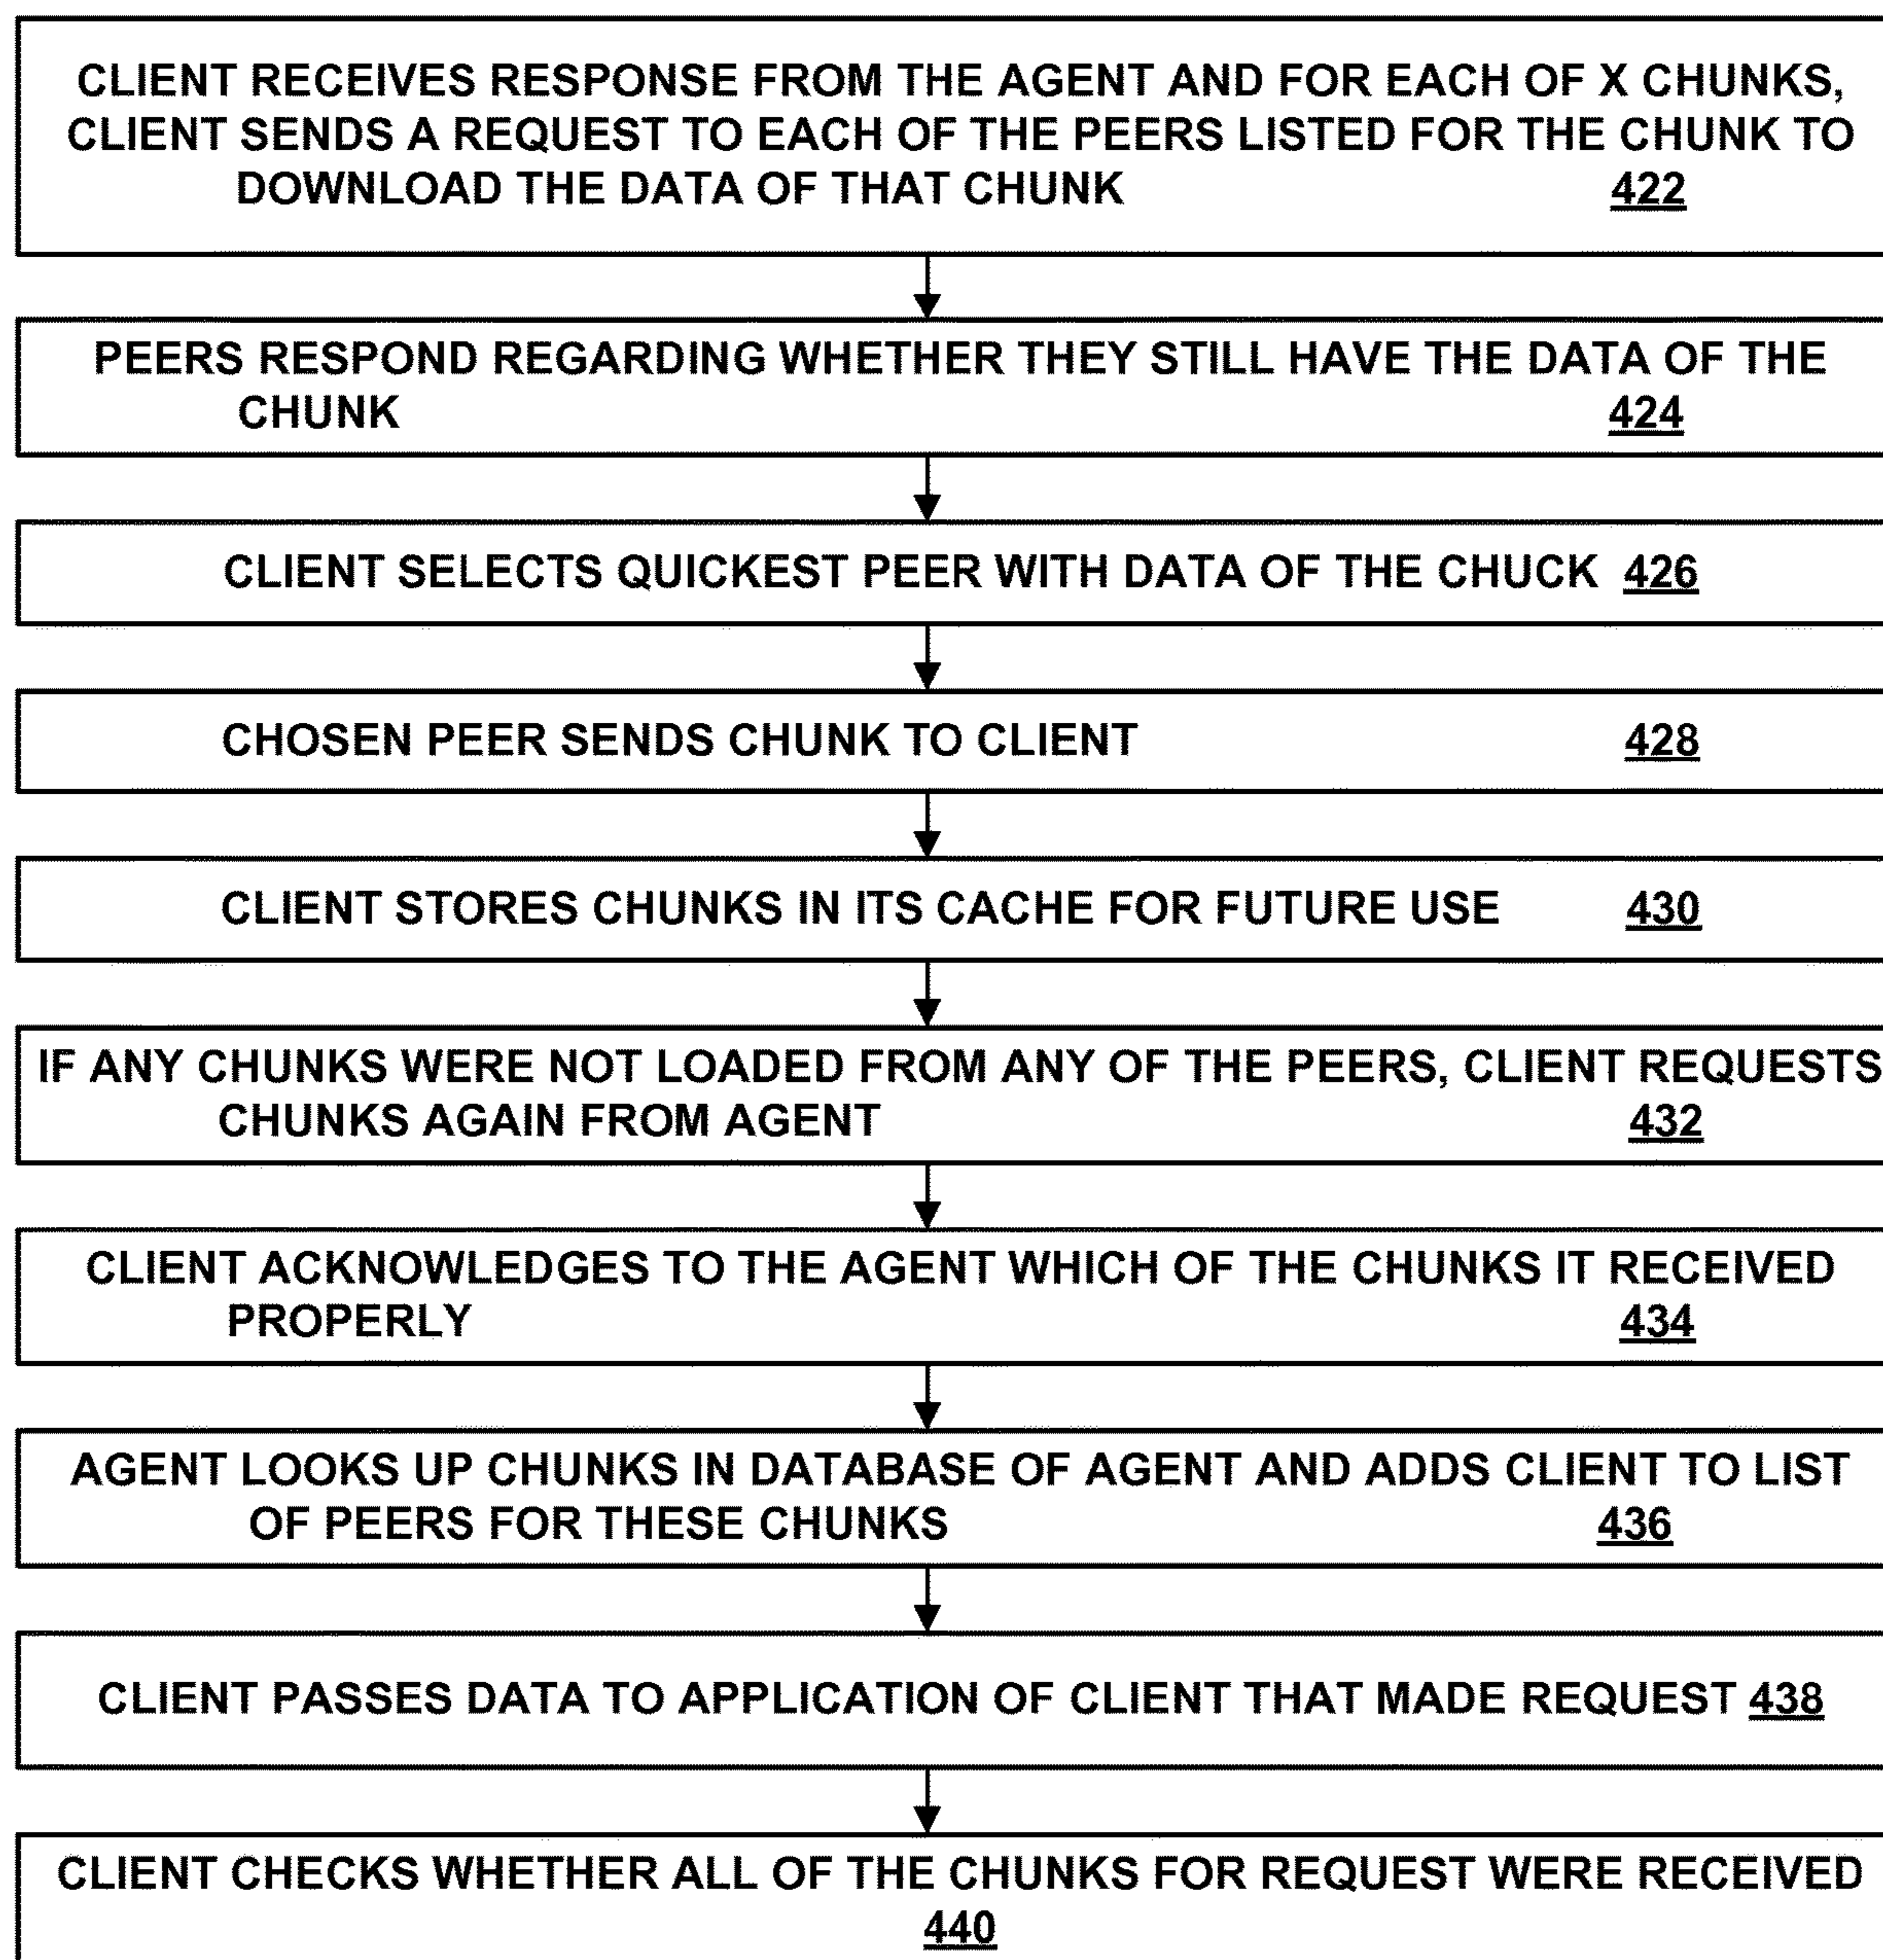 CLIENT RECEIVES RESPONSE FROM THE AGENT AND FOR EACH OF X CHUNKS,
CLIENT SENDS A REQUEST TO EACH OF THE PEERS LISTED FOR THE CHUNK TO
DOWNLOAD THE DATA OF THAT CHUNK 422
PEERS RESPOND REGARDING WHETHER THEY STILL HAVE THE DATA OF THE
CHUNK 424
CLIENT SELECTS QUICKEST PEER WITH DATA OF THE CHUCK 426
CHOSEN PEER SENDS CHUNK TO CLIENT 428
CLIENT STORES CHUNKS IN ITS CACHE FOR FUTURE USE 430
IF ANY CHUNKS WERE NOT LOADED FROM ANY OF THE PEERS, CLIENT REQUESTS
CHUNKS AGAIN FROM AGENT 432
CLIENT ACKNOWLEDGES TO THE AGENT WHICH OF THE CHUNKS IT RECEIVED
PROPERLY 434
AGENT LOOKS UP CHUNKS IN DATABASE OF AGENT AND ADDS CLIENT TO LIST
OF PEERS FOR THESE CHUNKS 436
CLIENT PASSES DATA TO APPLICATION OF CLIENT THAT MADE REQUEST 438
CLIENT CHECKS WHETHER ALL OF THE CHUNKS FOR REQUEST WERE RECEIVED
440